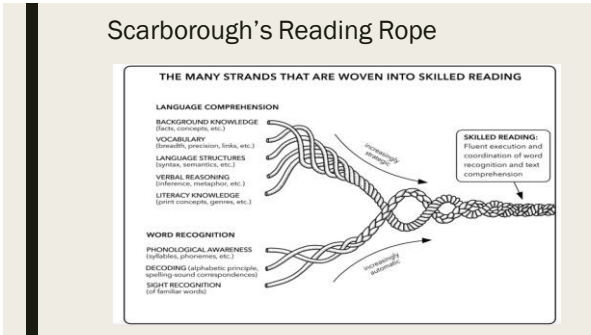 Scarborough's Reading Rope
THE MANY STRANDS THAT ARE WOVEN INTO SKILLED READING
LANGUAGE COMPREHENSION
BACKGROUND KNOWLEDGE
(facts, concepts, etc.)
VOCABULARY
(breadth, precision, links, etc.)
LANGUAGE STRUCTURES
(syntax, semantics, etc.)
VERBAL REASONING
(inference, metaphor, etc.)
LITERACY KNOWLEDGE
(print concepts, genres, etc.)
increasingly
strategic
SKILLED READING:
Fluent execution and
coordination of word
recognition and text
comprehension
WORD RECOGNITION
PHONOLOGICAL AWARENESS
(syllables, phonemes, etc.)
DECODING (alphabetic principle,
spelling-sound correspondences)
SIGHT RECOGNITION
(of familiar words)
increasingly
automatic